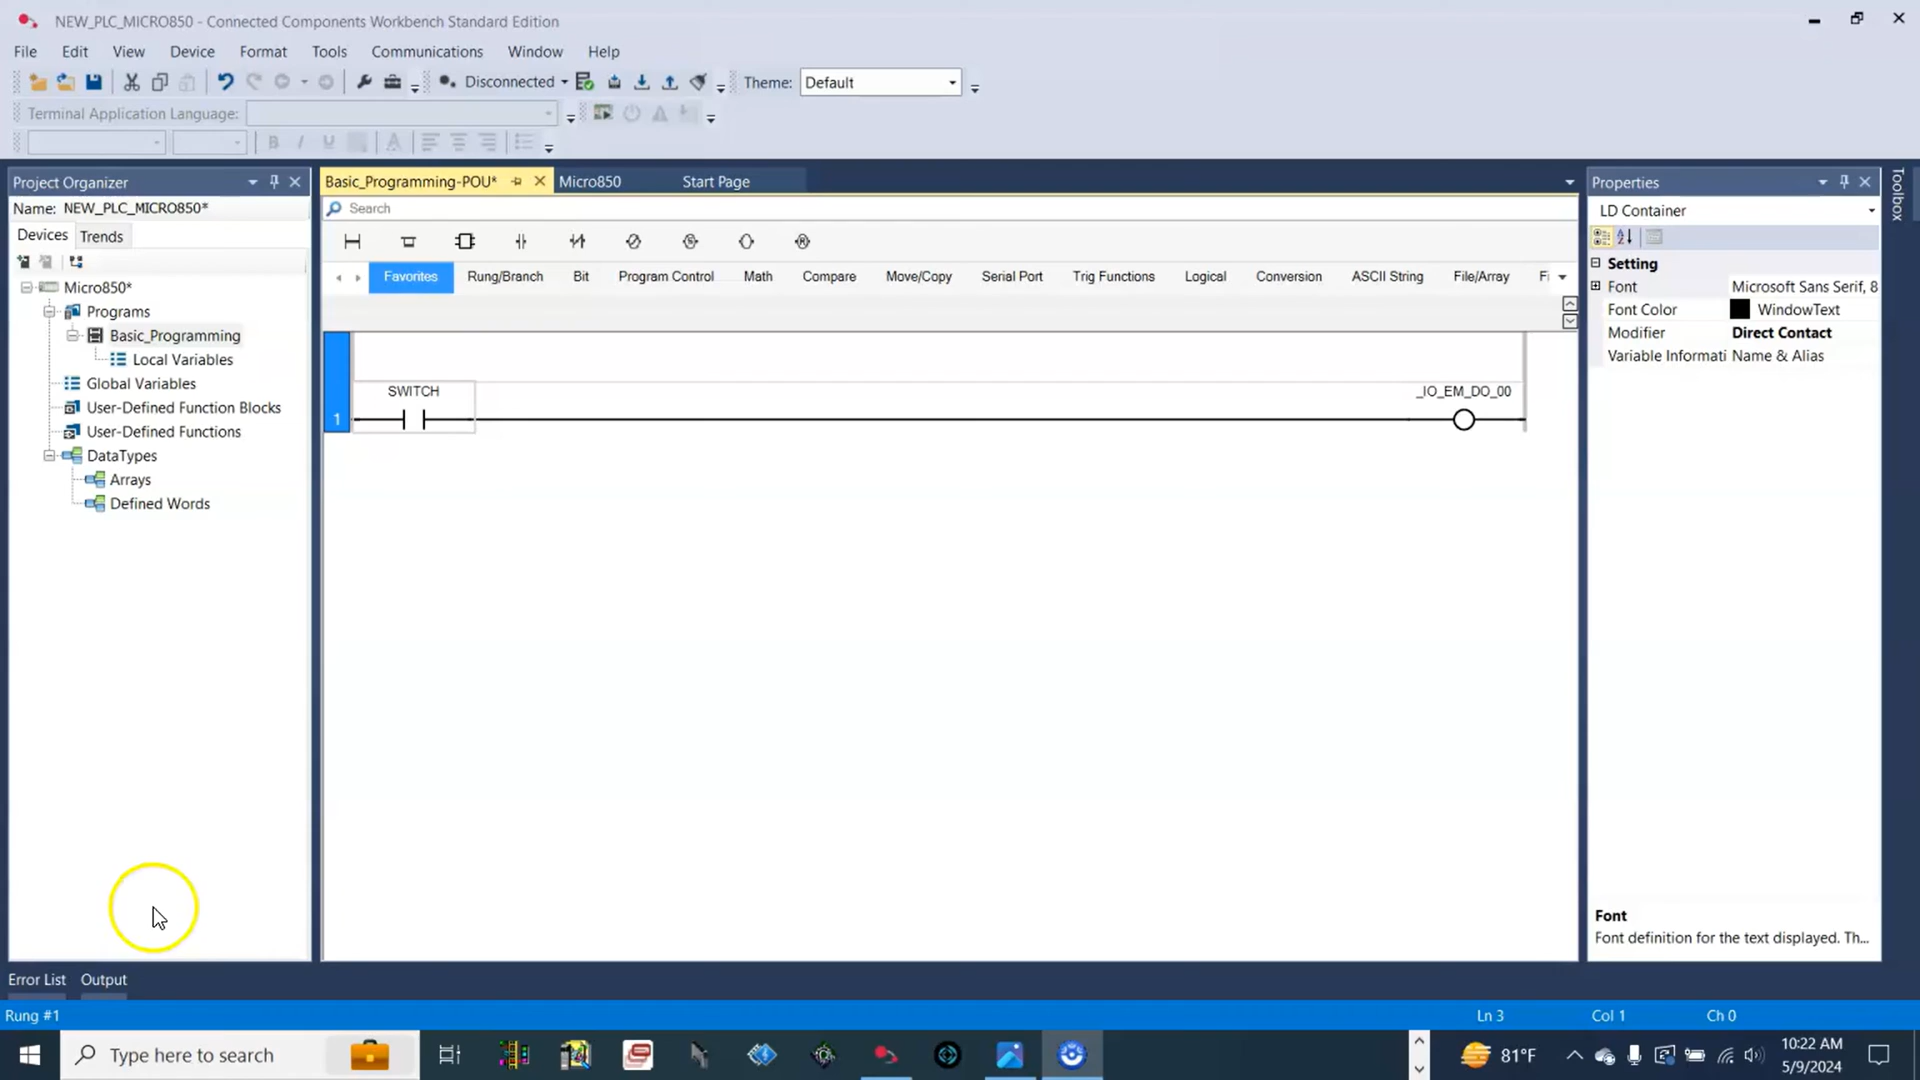 NEW_PLC_MICRO850 - Connected Components Workbench Standard Edition
File Edit View Device Format Tools Communications Window Help
Disconnected Theme: Default
Terminal Application Language:
B I U A
Project Organizer
Name: NEW_PLC_MICRO850*
Devices Trends
Micro850*
Programs
Basic_Programming
Local Variables
Global Variables
User-Defined Function Blocks
User-Defined Functions
DataTypes
Arrays
Defined Words
Basic_Programming-POU* Micro850 Start Page
Search
Favorites Rung/Branch Bit Program Control Math Compare Move/Copy Serial Port Trig Functions Logical Conversion ASCII String File/Array Fi
SWITCH _IO_EM_DO_00
1
Properties
LD Container
Setting
Font Microsoft Sans Serif, 8
Font Color WindowText
Modifier Direct Contact
Variable Informati Name & Alias
Font
Font definition for the text displayed. Th...
Toolbox
Error List Output
Rung #1 Ln 3 Col 1 Ch 0
Type here to search 81°F 10:22 AM
5/9/2024